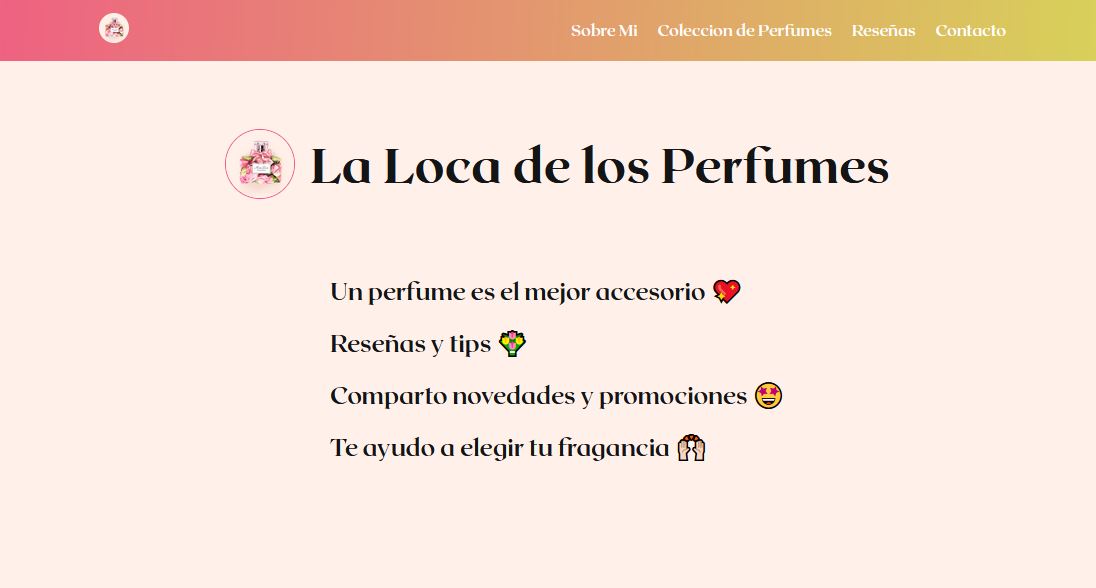 Sobre Mi Coleccion de Perfumes Reseñas Contacto
La Loca de los Perfumes
Un perfume es el mejor accesorio 💖
Reseñas y tips 💐
Comparto novedades y promociones 🤩
Te ayudo a elegir tu fragancia 🙌🏼